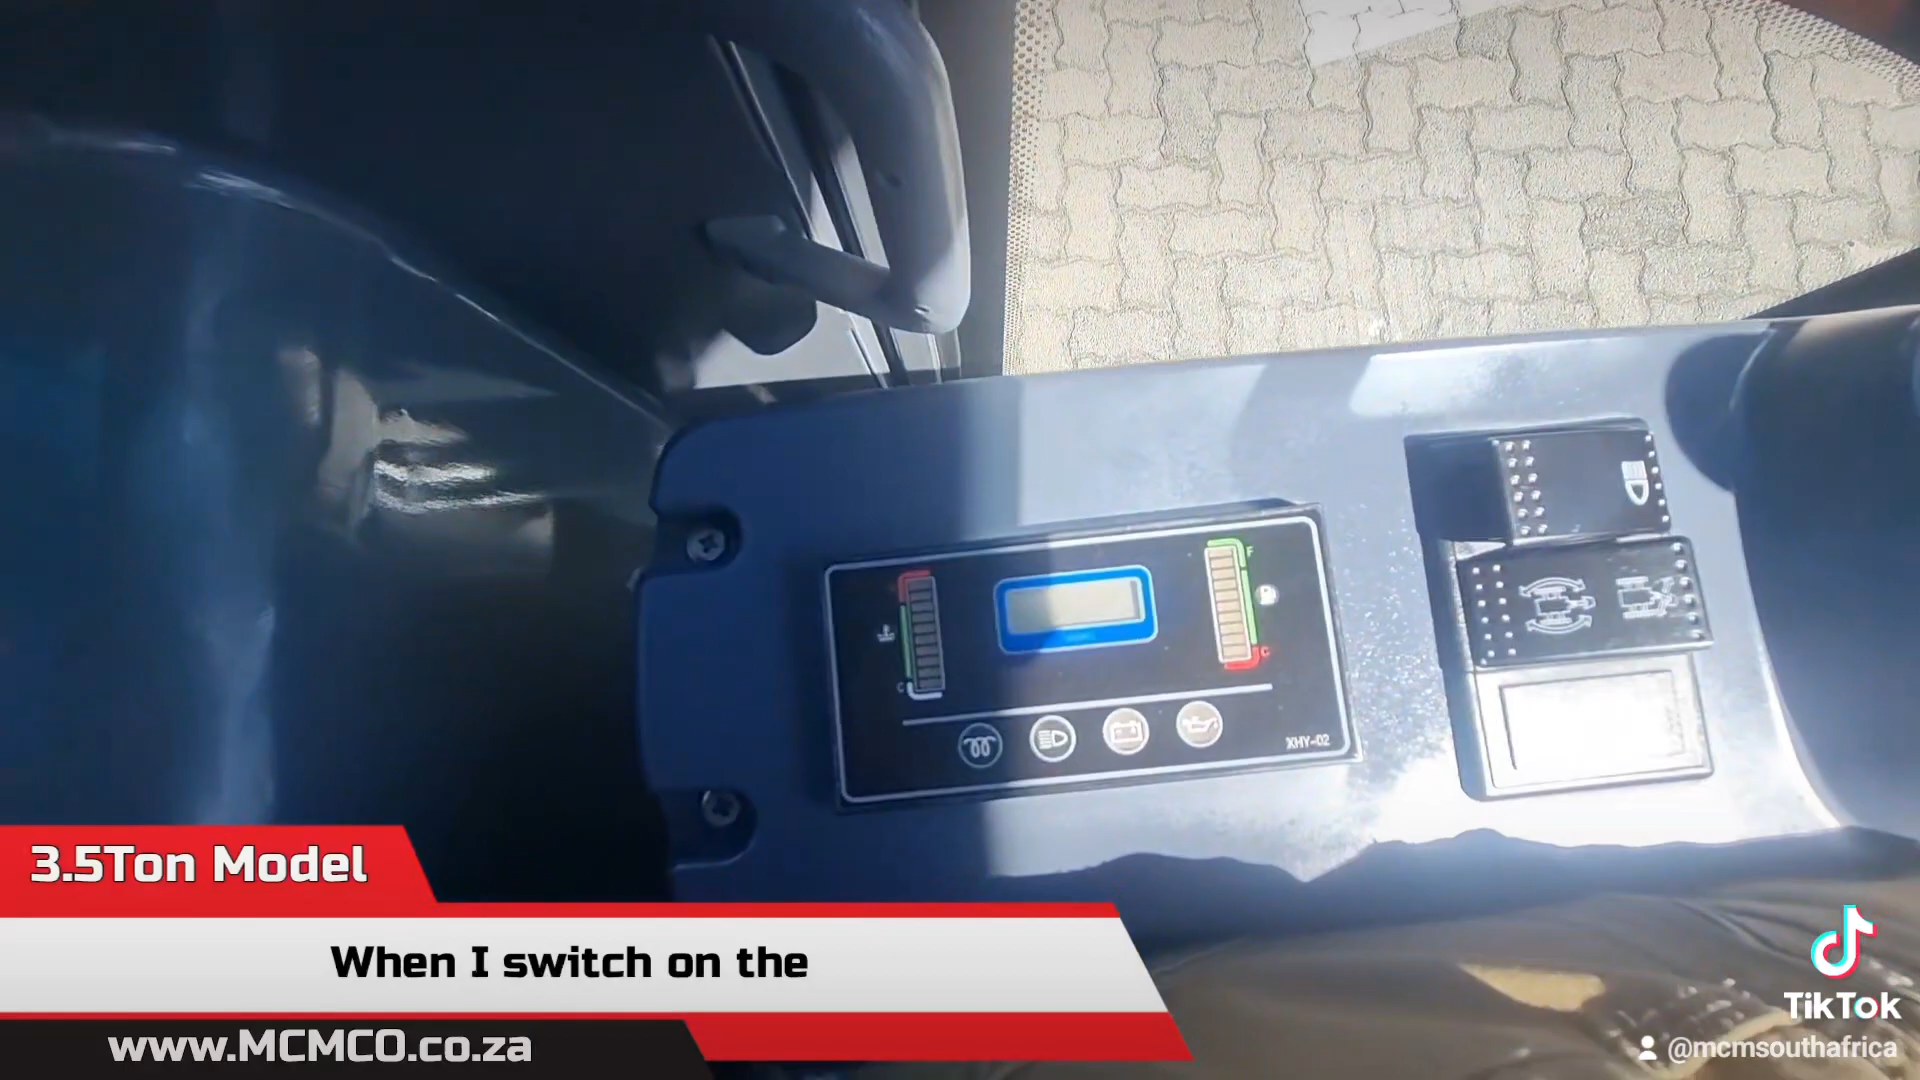 F
C
C
XHY-02
3.5Ton Model
When I switch on the
www.MCMCO.co.za
TikTok
@mcmsouthafrica